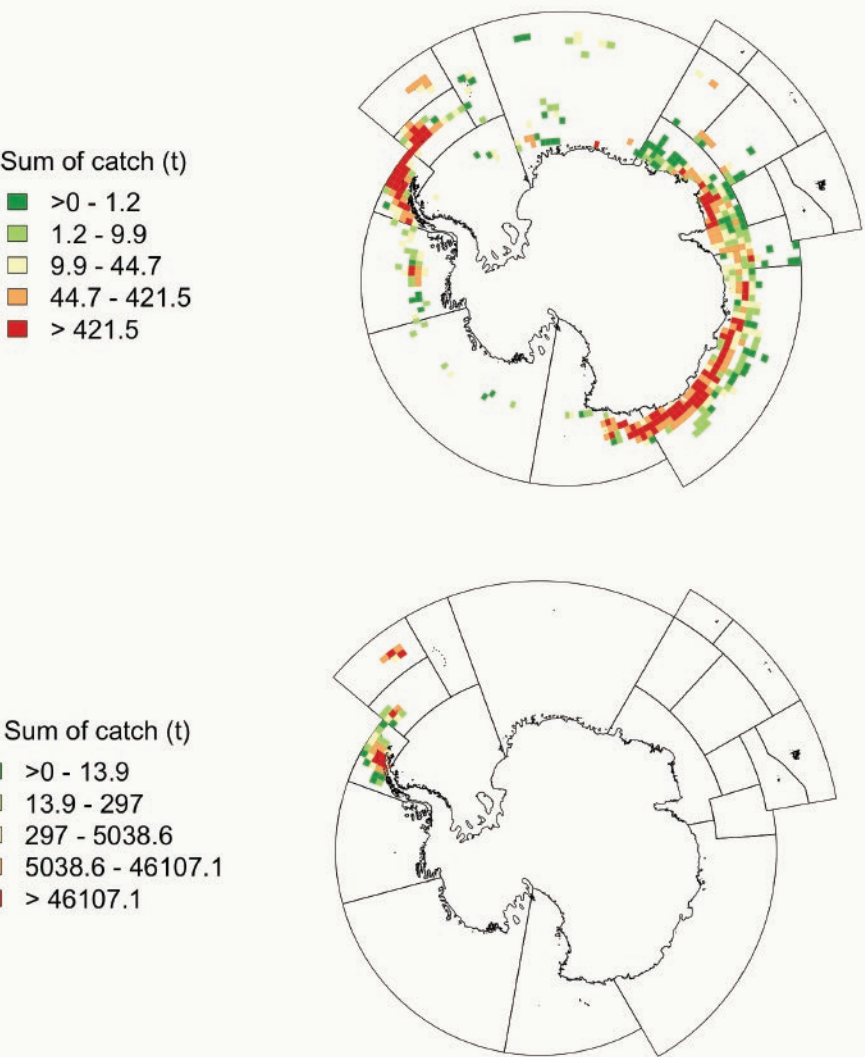 Sum of catch (t)
>0 - 1.2
1.2 - 9.9
9.9 - 44.7
44.7 - 421.5
> 421.5
Sum of catch (t)
>0 - 13.9
13.9 - 297
297 - 5038.6
5038.6 - 46107.1
> 46107.1